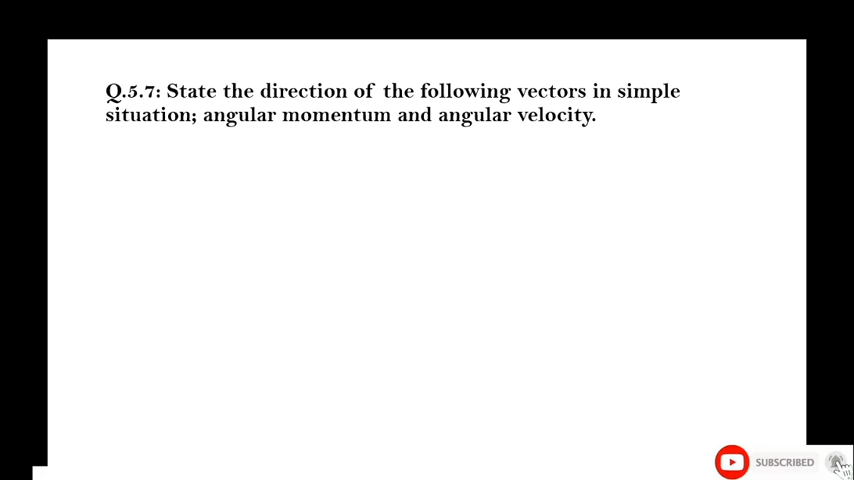 Q.5.7: State the direction of the following vectors in simple
situation; angular momentum and angular velocity.
SUBSCRIBED